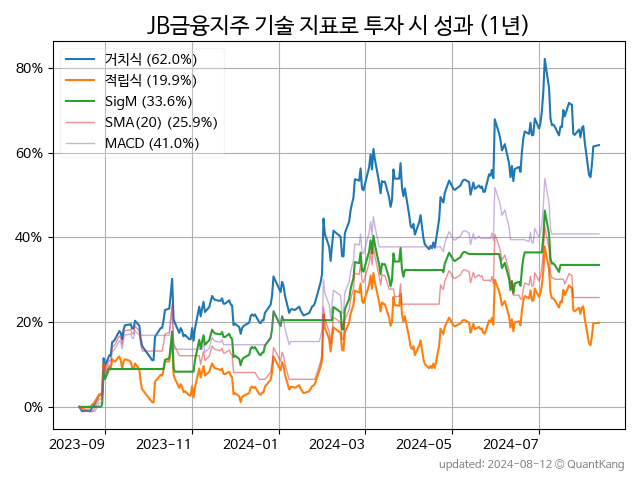 JB금융지주 기술 지표로 투자 시 성과 (1년)
거치식 (62.0%)
적립식 (19.9%)
SigM (33.6%)
SMA(20) (25.9%)
MACD (41.0%)
80%
60%
40%
20%
0%
2023-09 2023-11 2024-01 2024-03 2024-05 2024-07
updated: 2024-08-12 © QuantKang